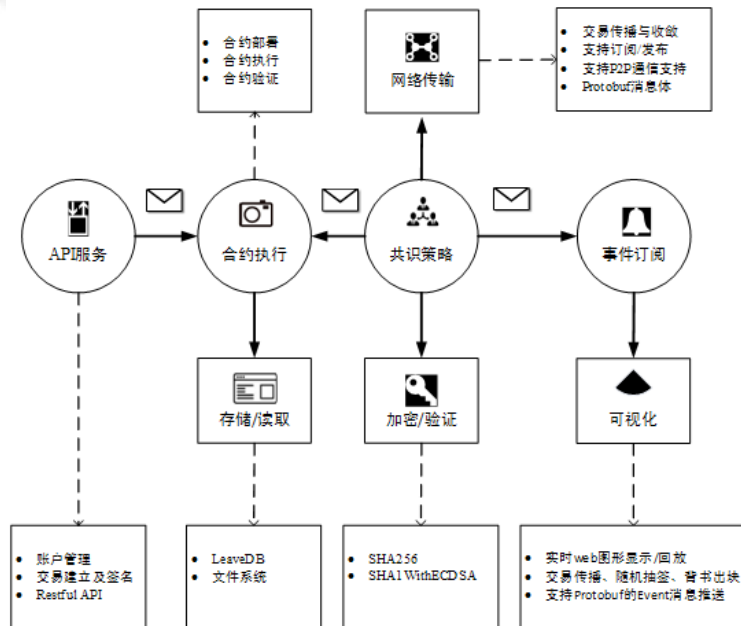 合约部署
合约执行
合约验证
网络传输
交易传播与收敛
支持订阅/发布
支持P2P通信支持
Protobuf消息体
API服务
合约执行
共识策略
事件订阅
存储/读取
加密/验证
可视化
账户管理
交易建立及签名
Restful API
LeaveDB
文件系统
SHA256
SHA1WithECDSA
实时web图形显示/回放
交易传播、随机抽签、背书出块
支持Protobuf的Event消息推送